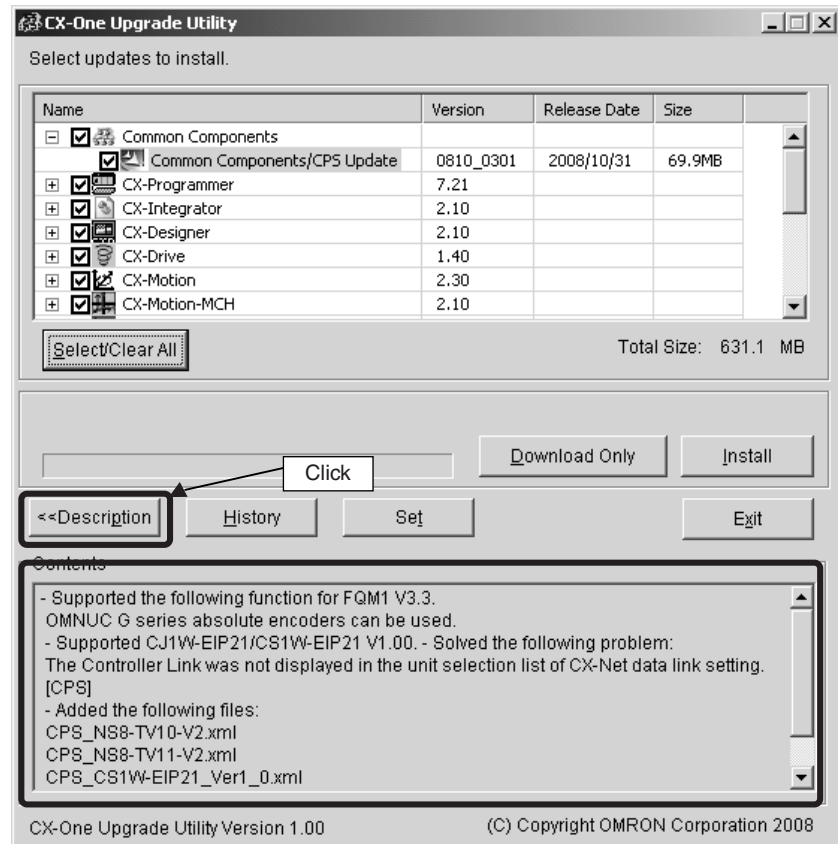 CX-One Upgrade Utility
Select updates to install.
Name Version Release Date Size
Common Components
Common Components/CPS Update 0810_0301 2008/10/31 69.9MB
CX-Programmer 7.21
CX-Integrator 2.10
CX-Designer 2.10
CX-Drive 1.40
CX-Motion 2.30
CX-Motion-MCH 2.10
Select/Clear All
Total Size: 631.1 MB
Download Only Install
Click
<<Description History Set Exit
Contents
- Supported the following function for FQM1 V3.3.
OMNUC G series absolute encoders can be used.
- Supported CJ1W-EIP21/CS1W-EIP21 V1.00. - Solved the following problem:
The Controller Link was not displayed in the unit selection list of CX-Net data link setting.
[CPS]
- Added the following files:
CPS_NS8-TV10-V2.xml
CPS_NS8-TV11-V2.xml
CPS_CS1W-EIP21_Ver1_0.xml
CX-One Upgrade Utility Version 1.00 (C) Copyright OMRON Corporation 2008